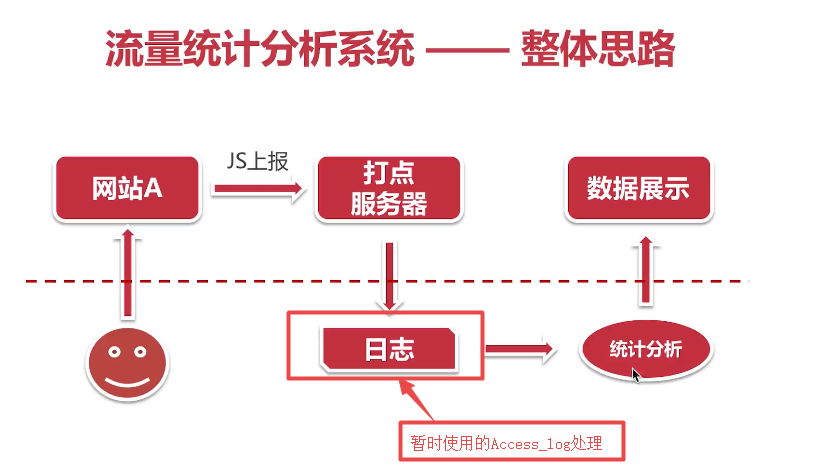 流量统计分析系统 —— 整体思路
网站A
JS上报
打点
服务器
数据展示
日志
统计分析
暂时使用的Access_log处理